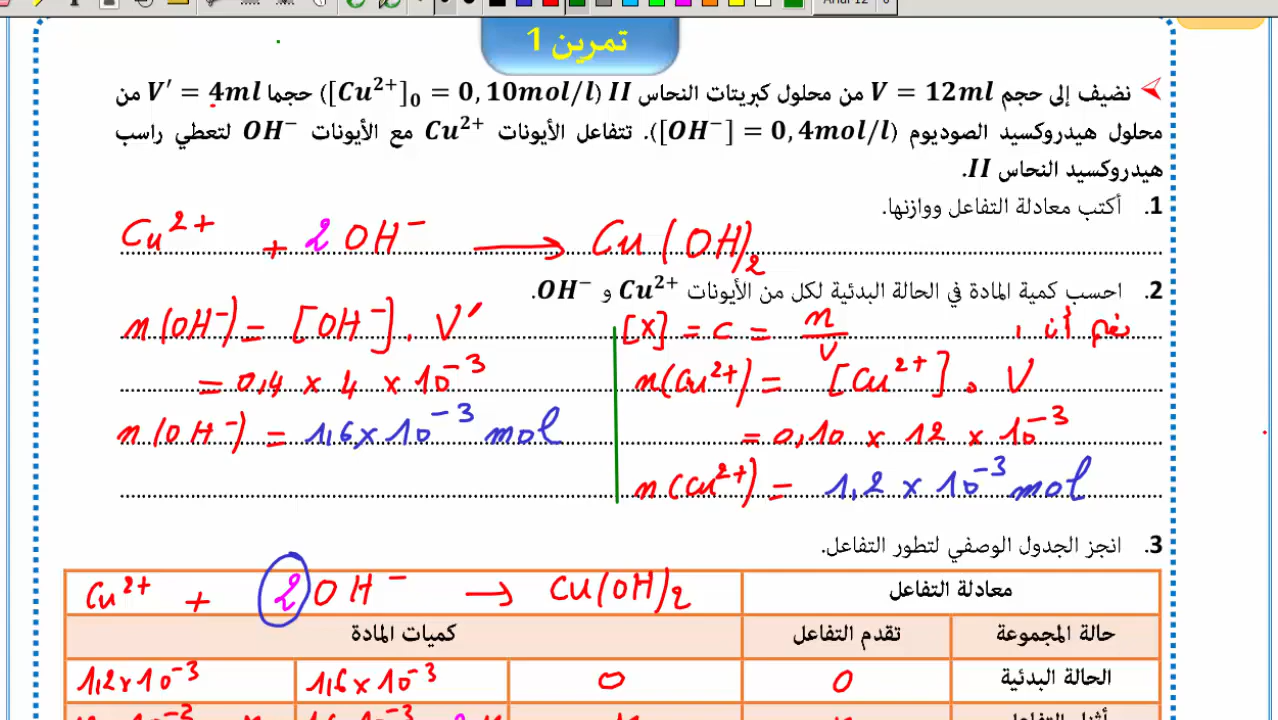 Arial 12
تمرين 1
نضيف إلى حجم V = 12ml من محلول كبريتات النحاس II ([Cu²⁺]₀ = 0,10mol/l) حجما V′ = 4ml من
محلول هيدروكسيد الصوديوم ([OH⁻] = 0,4mol/l). تتفاعل الأيونات Cu²⁺ مع الأيونات OH⁻ لتعطي راسب
هيدروكسيد النحاس II.
1. أكتب معادلة التفاعل ووازنها.
Cu²⁺ + 2OH⁻ → Cu(OH)₂
2. احسب كمية المادة في الحالة البدئية لكل من الأيونات Cu²⁺ و OH⁻.
نعلم أن : [X] = C = n/V
n(Cu²⁺) = [Cu²⁺] . V
= 0,10 × 12 × 10⁻³
n(Cu²⁺) = 1,2 × 10⁻³ mol
n(OH⁻) = [OH⁻] . V′
= 0,4 × 4 × 10⁻³
n(OH⁻) = 1,6 × 10⁻³ mol
3. انجز الجدول الوصفي لتطور التفاعل.
معادلة التفاعل Cu²⁺ + 2OH⁻ → Cu(OH)₂
حالة المجموعة تقدم التفاعل كميات المادة
الحالة البدئية 0 1,2×10⁻³ 1,6×10⁻³ 0